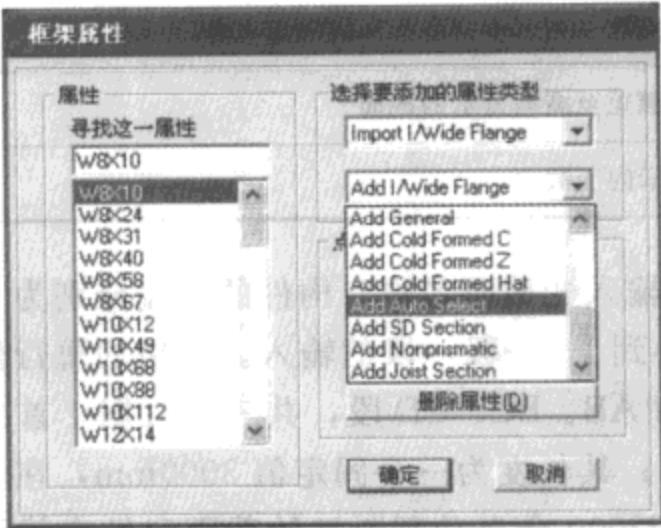 框架属性
属性
寻找这一属性
W8X10
W8X10
W8X24
W8X31
W8X40
W8X58
W8X67
W10X12
W10X49
W10X68
W10X88
W10X112
W12X14
选择要添加的属性类型
Import I/Wide Flange
Add I/Wide Flange
Add General
Add Cold Formed C
Add Cold Formed Z
Add Cold Formed Hat
Add Auto Select
Add SD Section
Add Nonprismatic
Add Joist Section
删除属性(D)
确定
取消